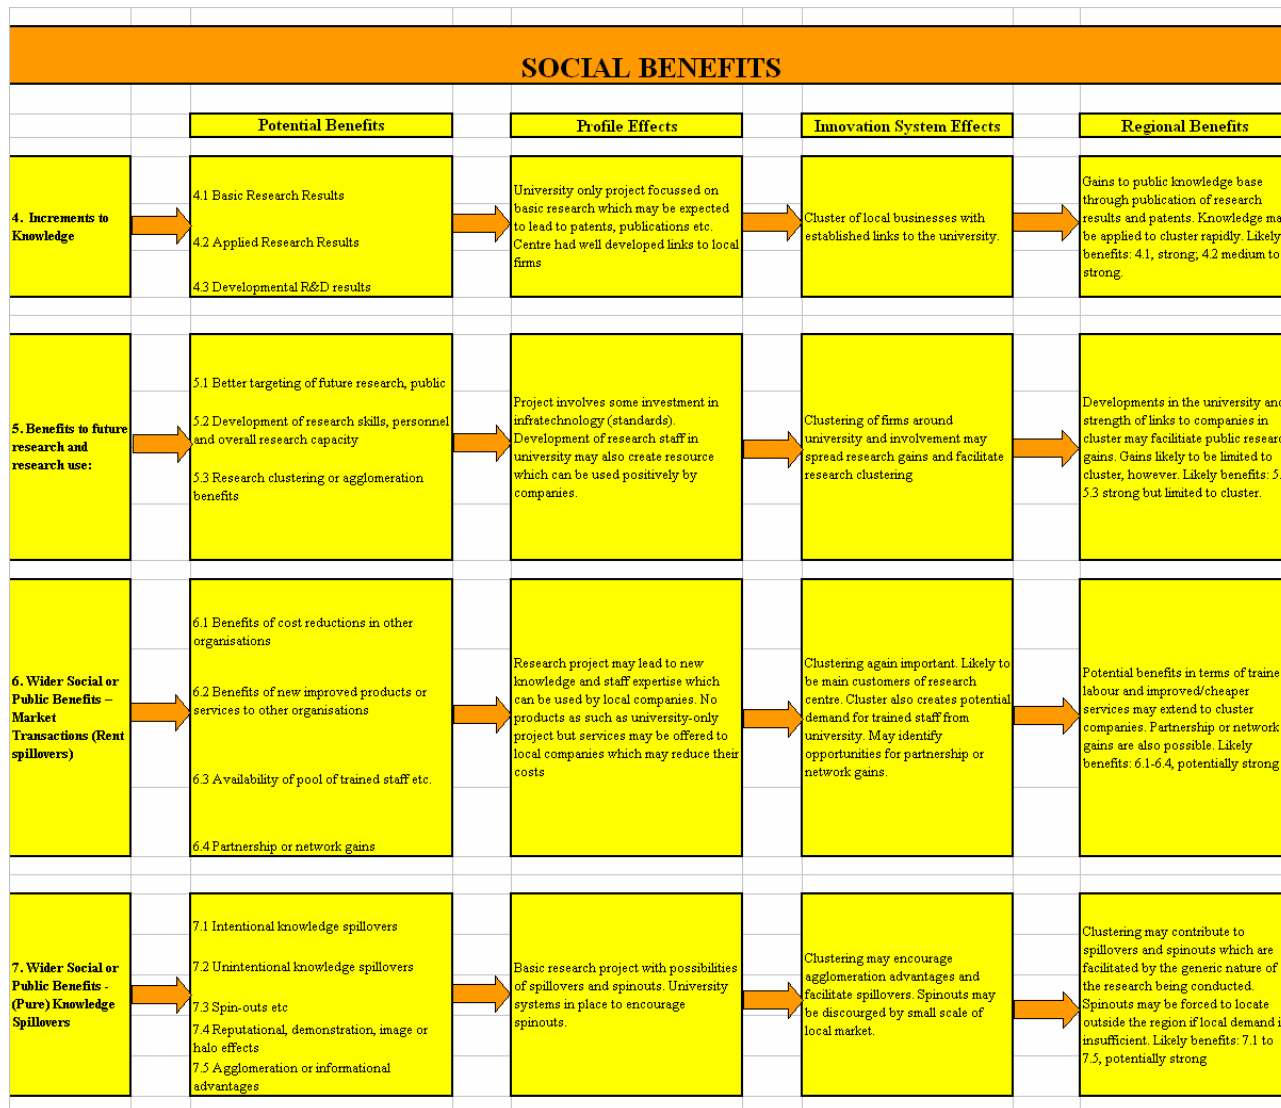 SOCIAL BENEFITS
Potential Benefits
Profile Effects
Innovation System Effects
Regional Benefits
4. Increments to
Knowledge
4.1 Basic Research Results
4.2 Applied Research Results
4.3 Developmental R&D results
University only project focussed on
basic research which may be expected
to lead to patents, publications etc.
Centre had well developed links to local
firms
Cluster of local businesses with
established links to the university.
Gains to public knowledge base
through publication of research
results and patents. Knowledge ma
be applied to cluster rapidly. Likely
benefits: 4.1, strong; 4.2 medium to
strong.
5. Benefits to future
research and
research use:
5.1 Better targeting of future research, public
5.2 Development of research skills, personnel
and overall research capacity
5.3 Research clustering or agglomeration
benefits
Project involves some investment in
infratechnology (standards).
Development of research staff in
university may also create resource
which can be used positively by
companies.
Clustering of firms around
university and involvement may
spread research gains and facilitate
research clustering
Developments in the university and
strength of links to companies in
cluster may facilitiate public researc
gains. Gains likely to be limited to
cluster, however. Likely benefits: 5.
5.3 strong but limited to cluster.
6. Wider Social or
Public Benefits –
Market
Transactions (Rent
spillovers)
6.1 Benefits of cost reductions in other
organisations
6.2 Benefits of new improved products or
services to other organisations
6.3 Availability of pool of trained staff etc.
6.4 Partnership or network gains
Research project may lead to new
knowledge and staff expertise which
can be used by local companies. No
products as such as university-only
project but services may be offered to
local companies which may reduce their
costs
Clustering again important. Likely to
be main customers of research
centre. Cluster also creates potential
demand for trained staff from
university. May identify
opportunities for partnership or
network gains.
Potential benefits in terms of traine
labour and improved/cheaper
services may extend to cluster
companies. Partnership or network
gains are also possible. Likely
benefits: 6.1-6.4, potentially strong
7. Wider Social or
Public Benefits -
(Pure) Knowledge
Spillovers
7.1 Intentional knowledge spillovers
7.2 Unintentional knowledge spillovers
7.3 Spin-outs etc
7.4 Reputational, demonstration, image or
halo effects
7.5 Agglomeration or informational
advantages
Basic research project with possibilities
of spillovers and spinouts. University
systems in place to encourage
spinouts.
Clustering may encourage
agglomeration advantages and
facilitate spillovers. Spinouts may
be discourged by small scale of
local market.
Clustering may contribute to
spillovers and spinouts which are
facilitated by the generic nature of
the research being conducted.
Spinouts may be forced to locate
outside the region if local demand i
insufficient. Likely benefits: 7.1 to
7.5, potentially strong